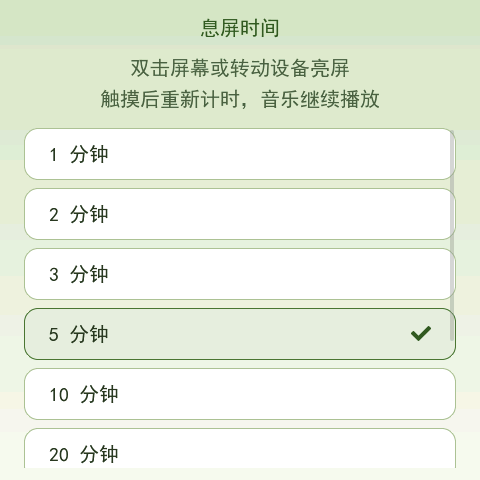 息屏时间
双击屏幕或转动设备亮屏
触摸后重新计时，音乐继续播放
1 分钟
2 分钟
3 分钟
5 分钟
10 分钟
20 分钟